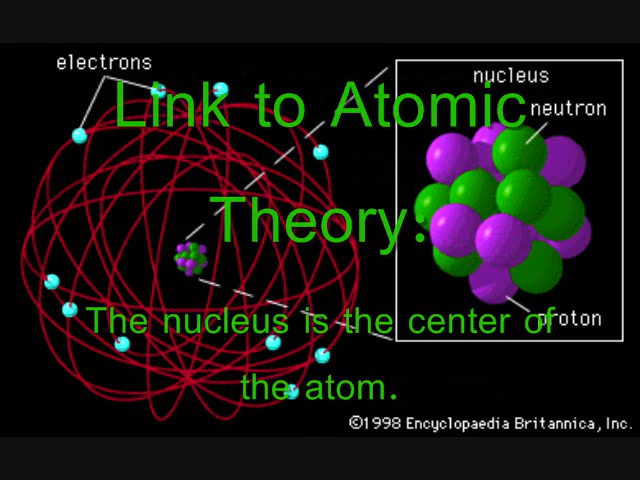 electrons
nucleus
neutron
Link to Atomic
Theory:
The nucleus is the center of
proton
the atom.
©1998 Encyclopaedia Britannica, Inc.